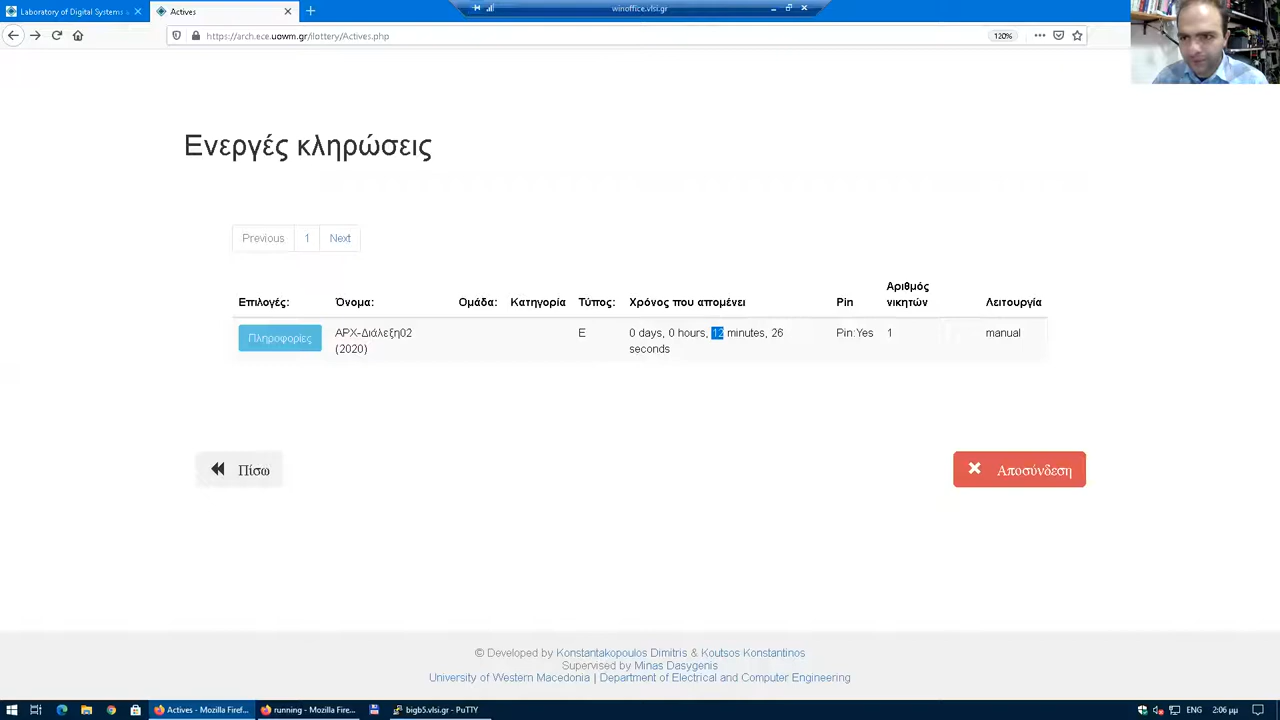 Laboratory of Digital Systems a
Actives
winoffice.vlsi.gr
https://arch.ece.uowm.gr/ilottery/Actives.php
120%
Ενεργές κληρώσεις
Previous 1 Next
Επιλογές: Όνομα: Ομάδα: Κατηγορία Τύπος: Χρόνος που απομένει Pin Αριθμός νικητών Λειτουργία
Πληροφορίες ΑΡΧ-Διάλεξη02 (2020) E 0 days, 0 hours, 12 minutes, 26 seconds Pin:Yes 1 manual
Πίσω
Αποσύνδεση
© Developed by Konstantakopoulos Dimitris & Koutsos Konstantinos
Supervised by Minas Dasygenis
University of Western Macedonia | Department of Electrical and Computer Engineering
Actives - Mozilla Firef...
running - Mozilla Fire...
bigb5.vlsi.gr - PuTTY
ENG
2:06 μμ